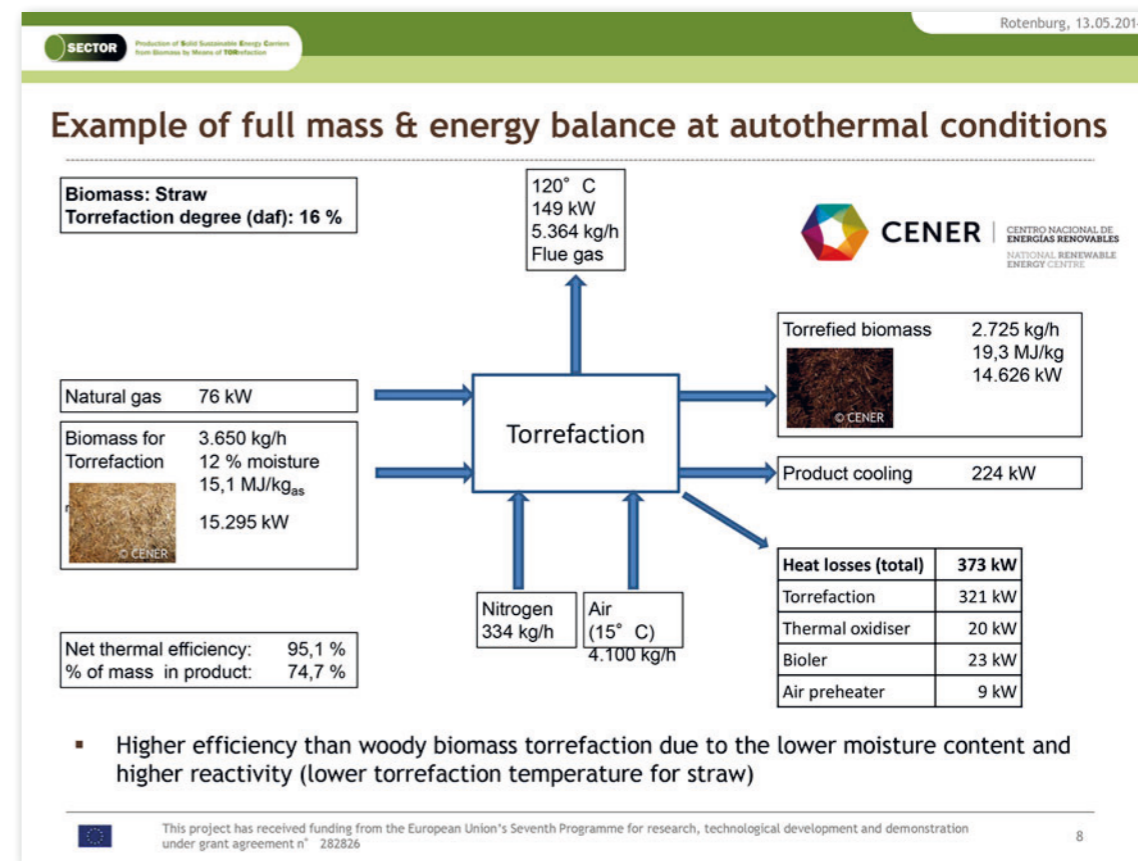 Rotenburg, 13.05.201
SECTOR
Production of Solid Sustainable Energy Carriers
from Biomass by Means of TORrefaction
Example of full mass & energy balance at autothermal conditions
Biomass: Straw
Torrefaction degree (daf): 16 %
120° C
149 kW
5.364 kg/h
Flue gas
CENER
CENTRO NACIONAL DE
ENERGÍAS RENOVABLES
NATIONAL RENEWABLE
ENERGY CENTRE
Torrefied biomass 2.725 kg/h
19,3 MJ/kg
14.626 kW
© CENER
Natural gas 76 kW
Biomass for 3.650 kg/h
Torrefaction 12 % moisture
15,1 MJ/kgas
15.295 kW
© CENER
Torrefaction
Product cooling 224 kW
Nitrogen
334 kg/h
Air
(15° C)
4.100 kg/h
Heat losses (total) 373 kW
Torrefaction 321 kW
Thermal oxidiser 20 kW
Bioler 23 kW
Air preheater 9 kW
Net thermal efficiency: 95,1 %
% of mass in product: 74,7 %
▪ Higher efficiency than woody biomass torrefaction due to the lower moisture content and
higher reactivity (lower torrefaction temperature for straw)
This project has received funding from the European Union's Seventh Programme for research, technological development and demonstration
under grant agreement n° 282826
8